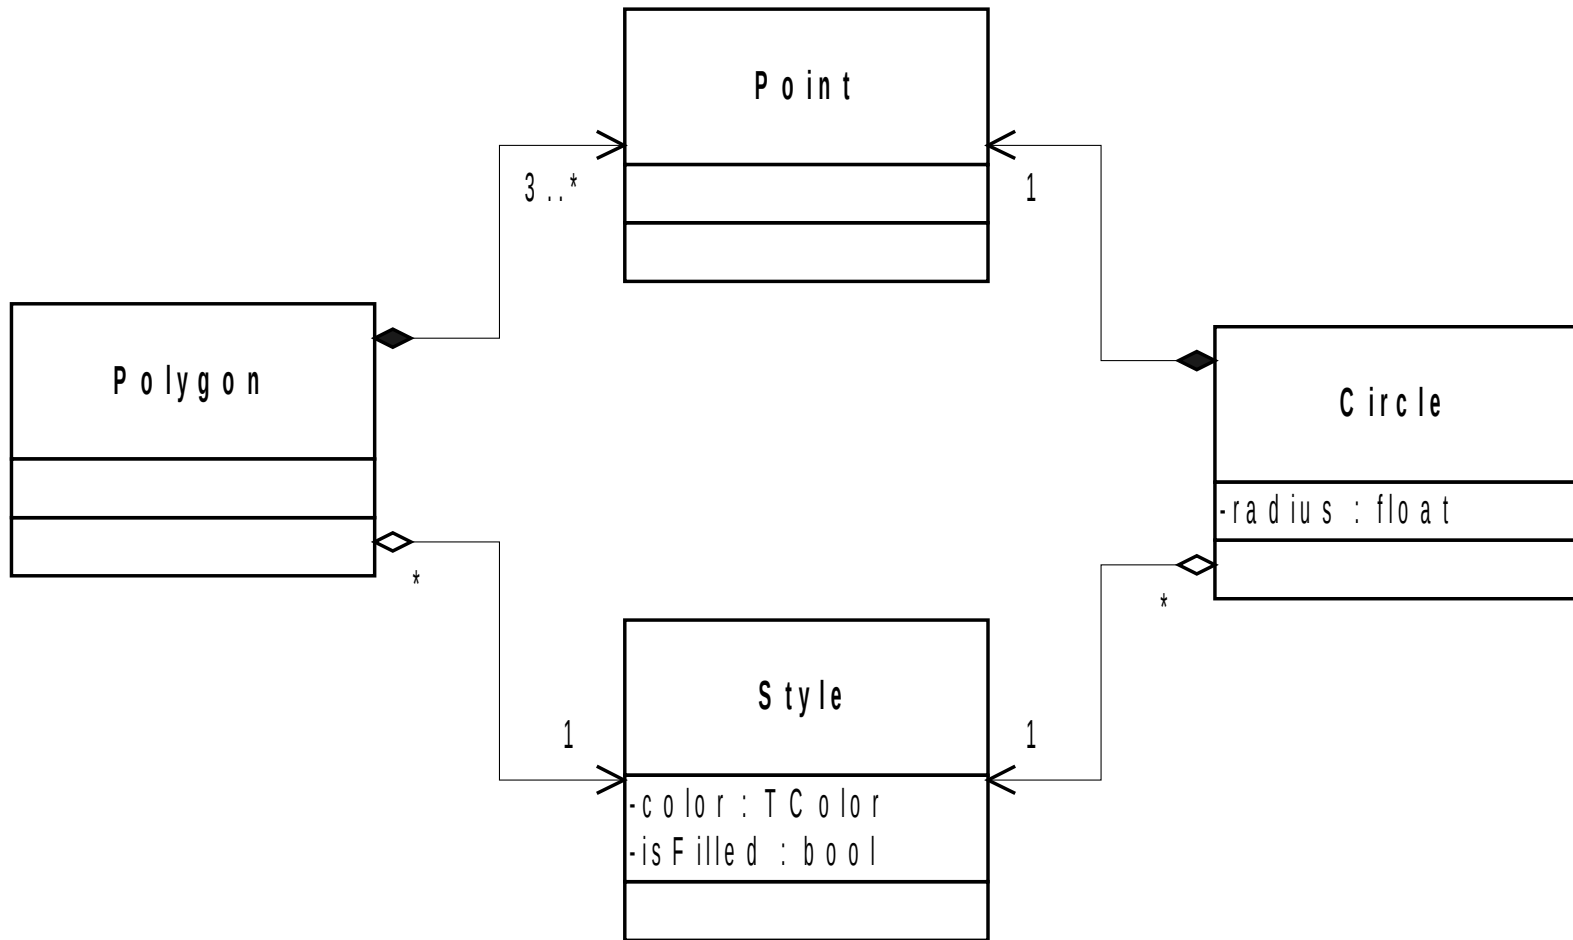 Point
3..*
1
Polygon
Circle
-radius : float
*
*
Style
1
1
-color : TColor
-isFilled : bool